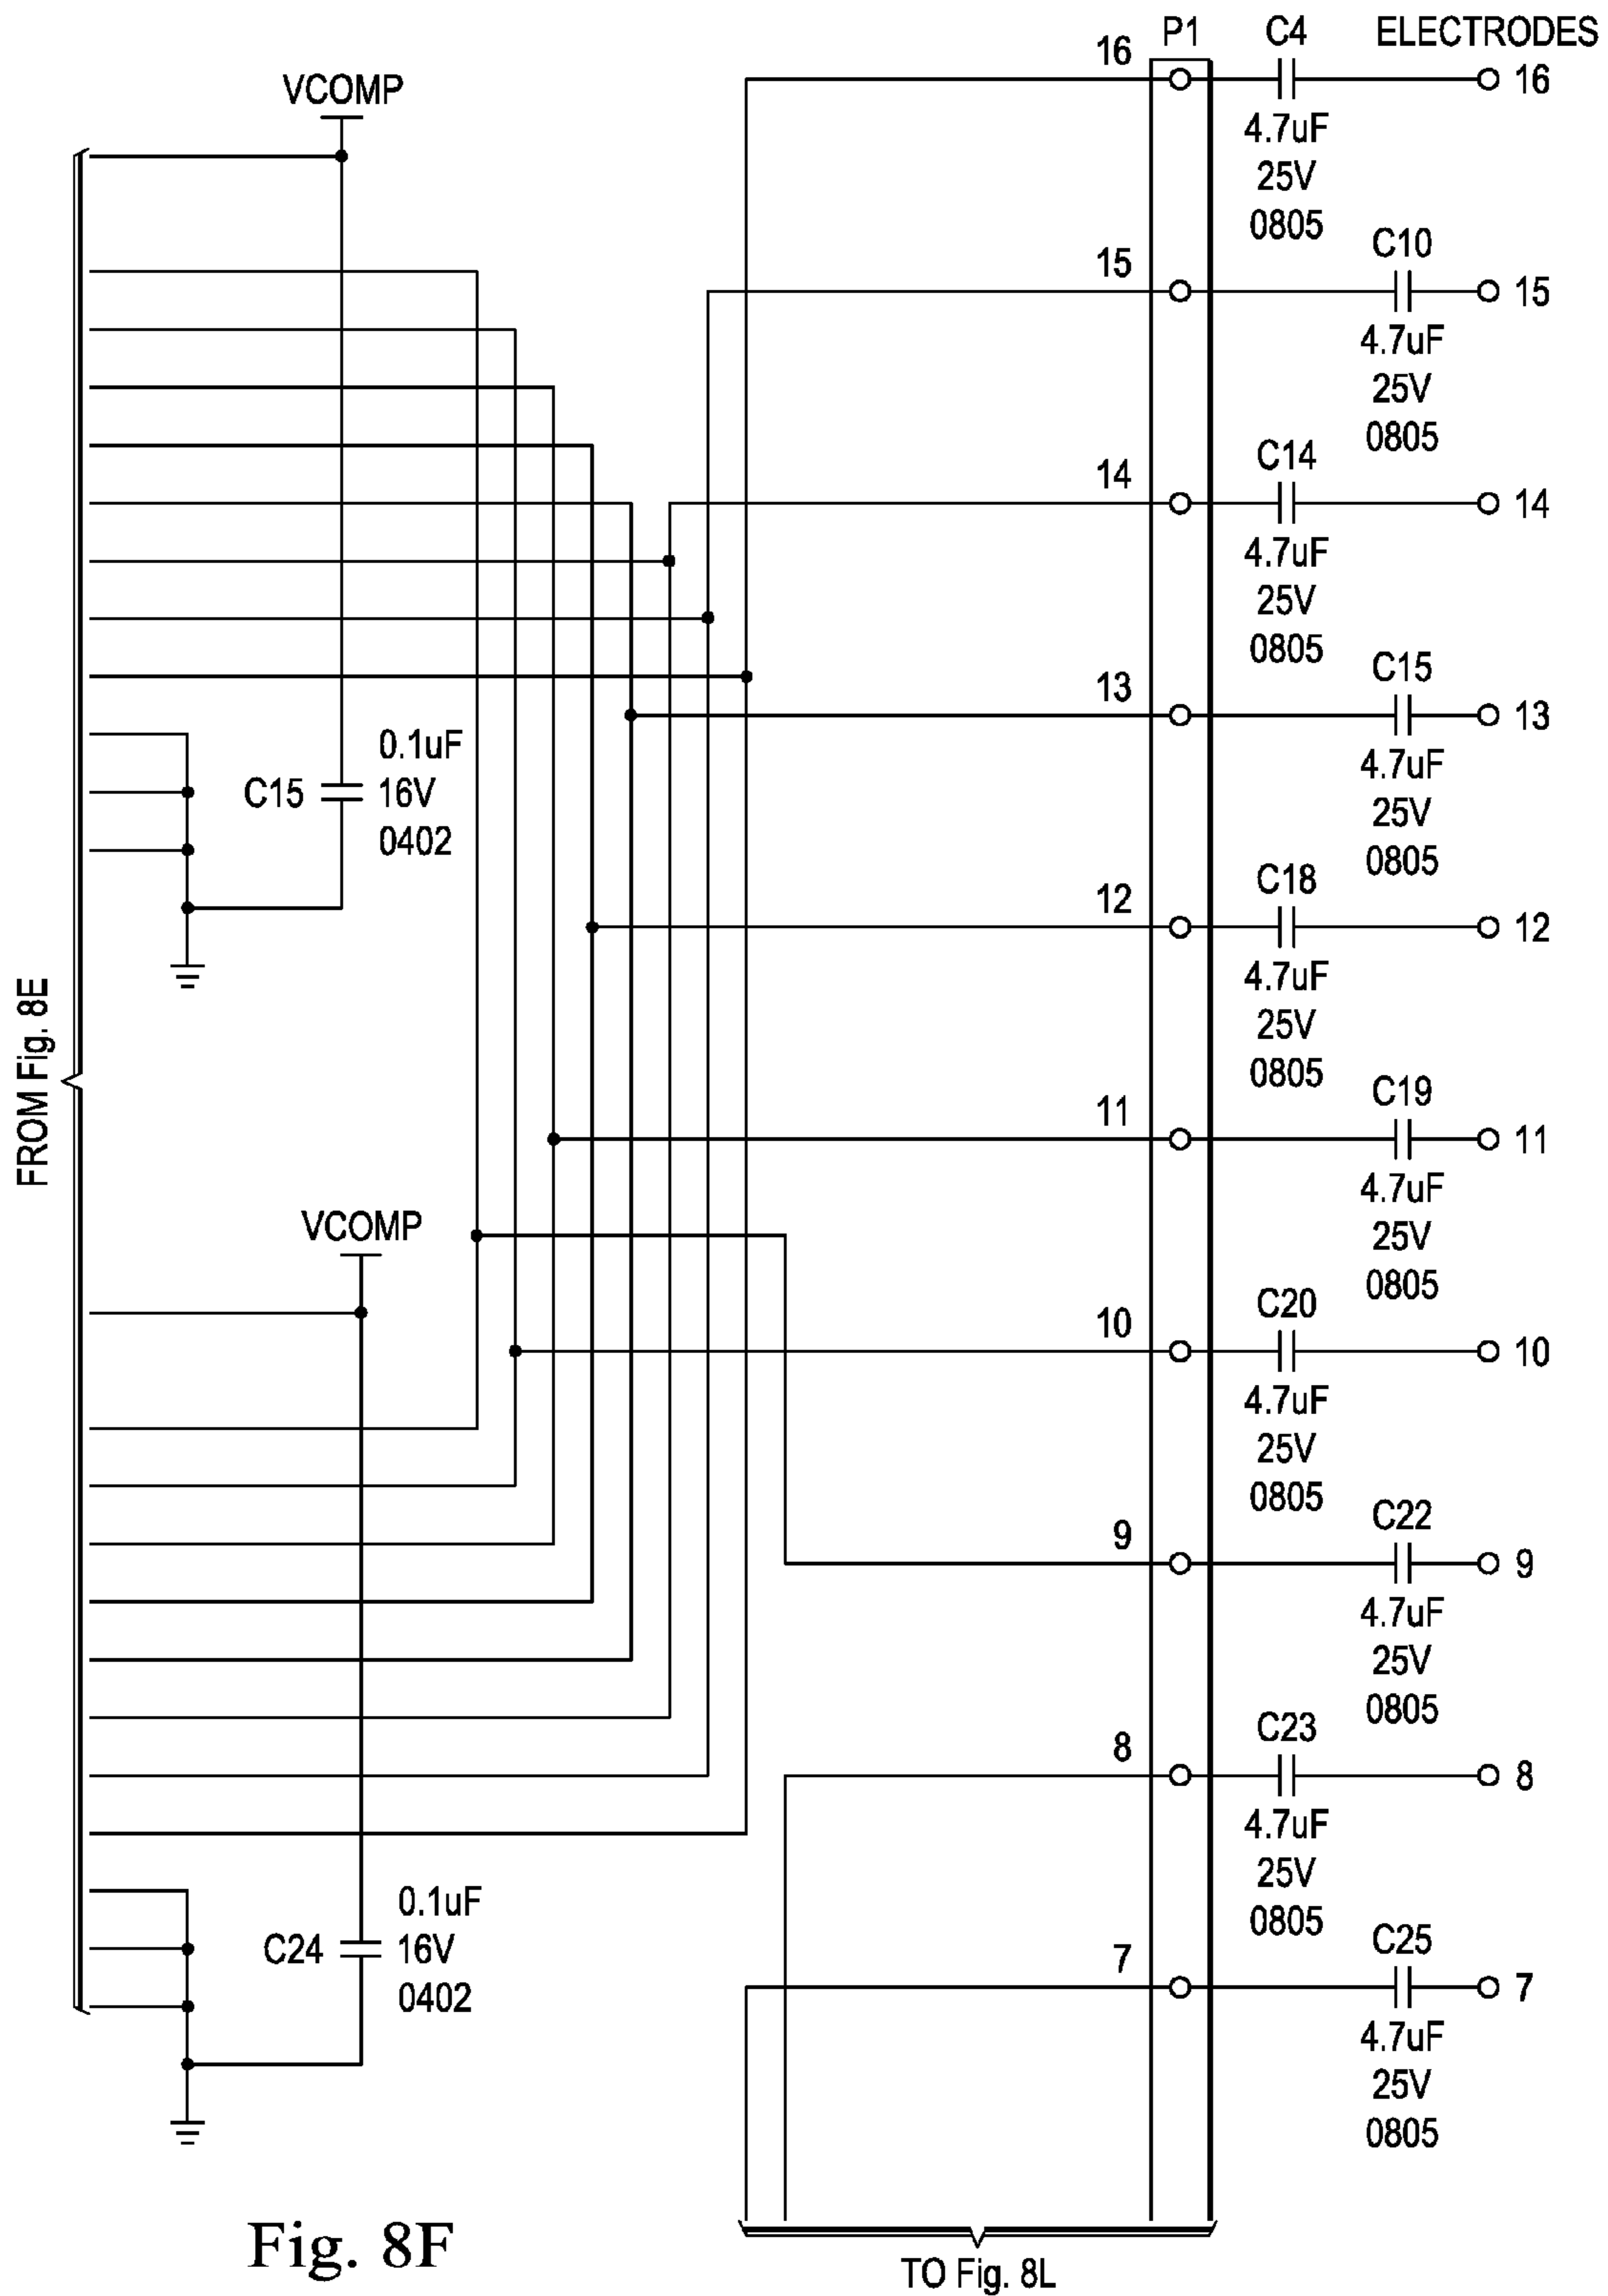 P1 C4 ELECTRODES
16 16
VCOMP
4.7uF
25V
0805
C10
15 15
4.7uF
25V
0805
C14
14 14
4.7uF
25V
0805
C15
13 13
4.7uF
25V
0805
0.1uF
C15 16V
0402
C18
12 12
4.7uF
25V
0805
FROM Fig. 8E
C19
11 11
4.7uF
25V
0805
VCOMP
C20
10 10
4.7uF
25V
0805
C22
9 9
4.7uF
25V
0805
C23
8 8
4.7uF
25V
0805
0.1uF
C24 16V
0402
C25
7 7
4.7uF
25V
0805
Fig. 8F
TO Fig. 8L